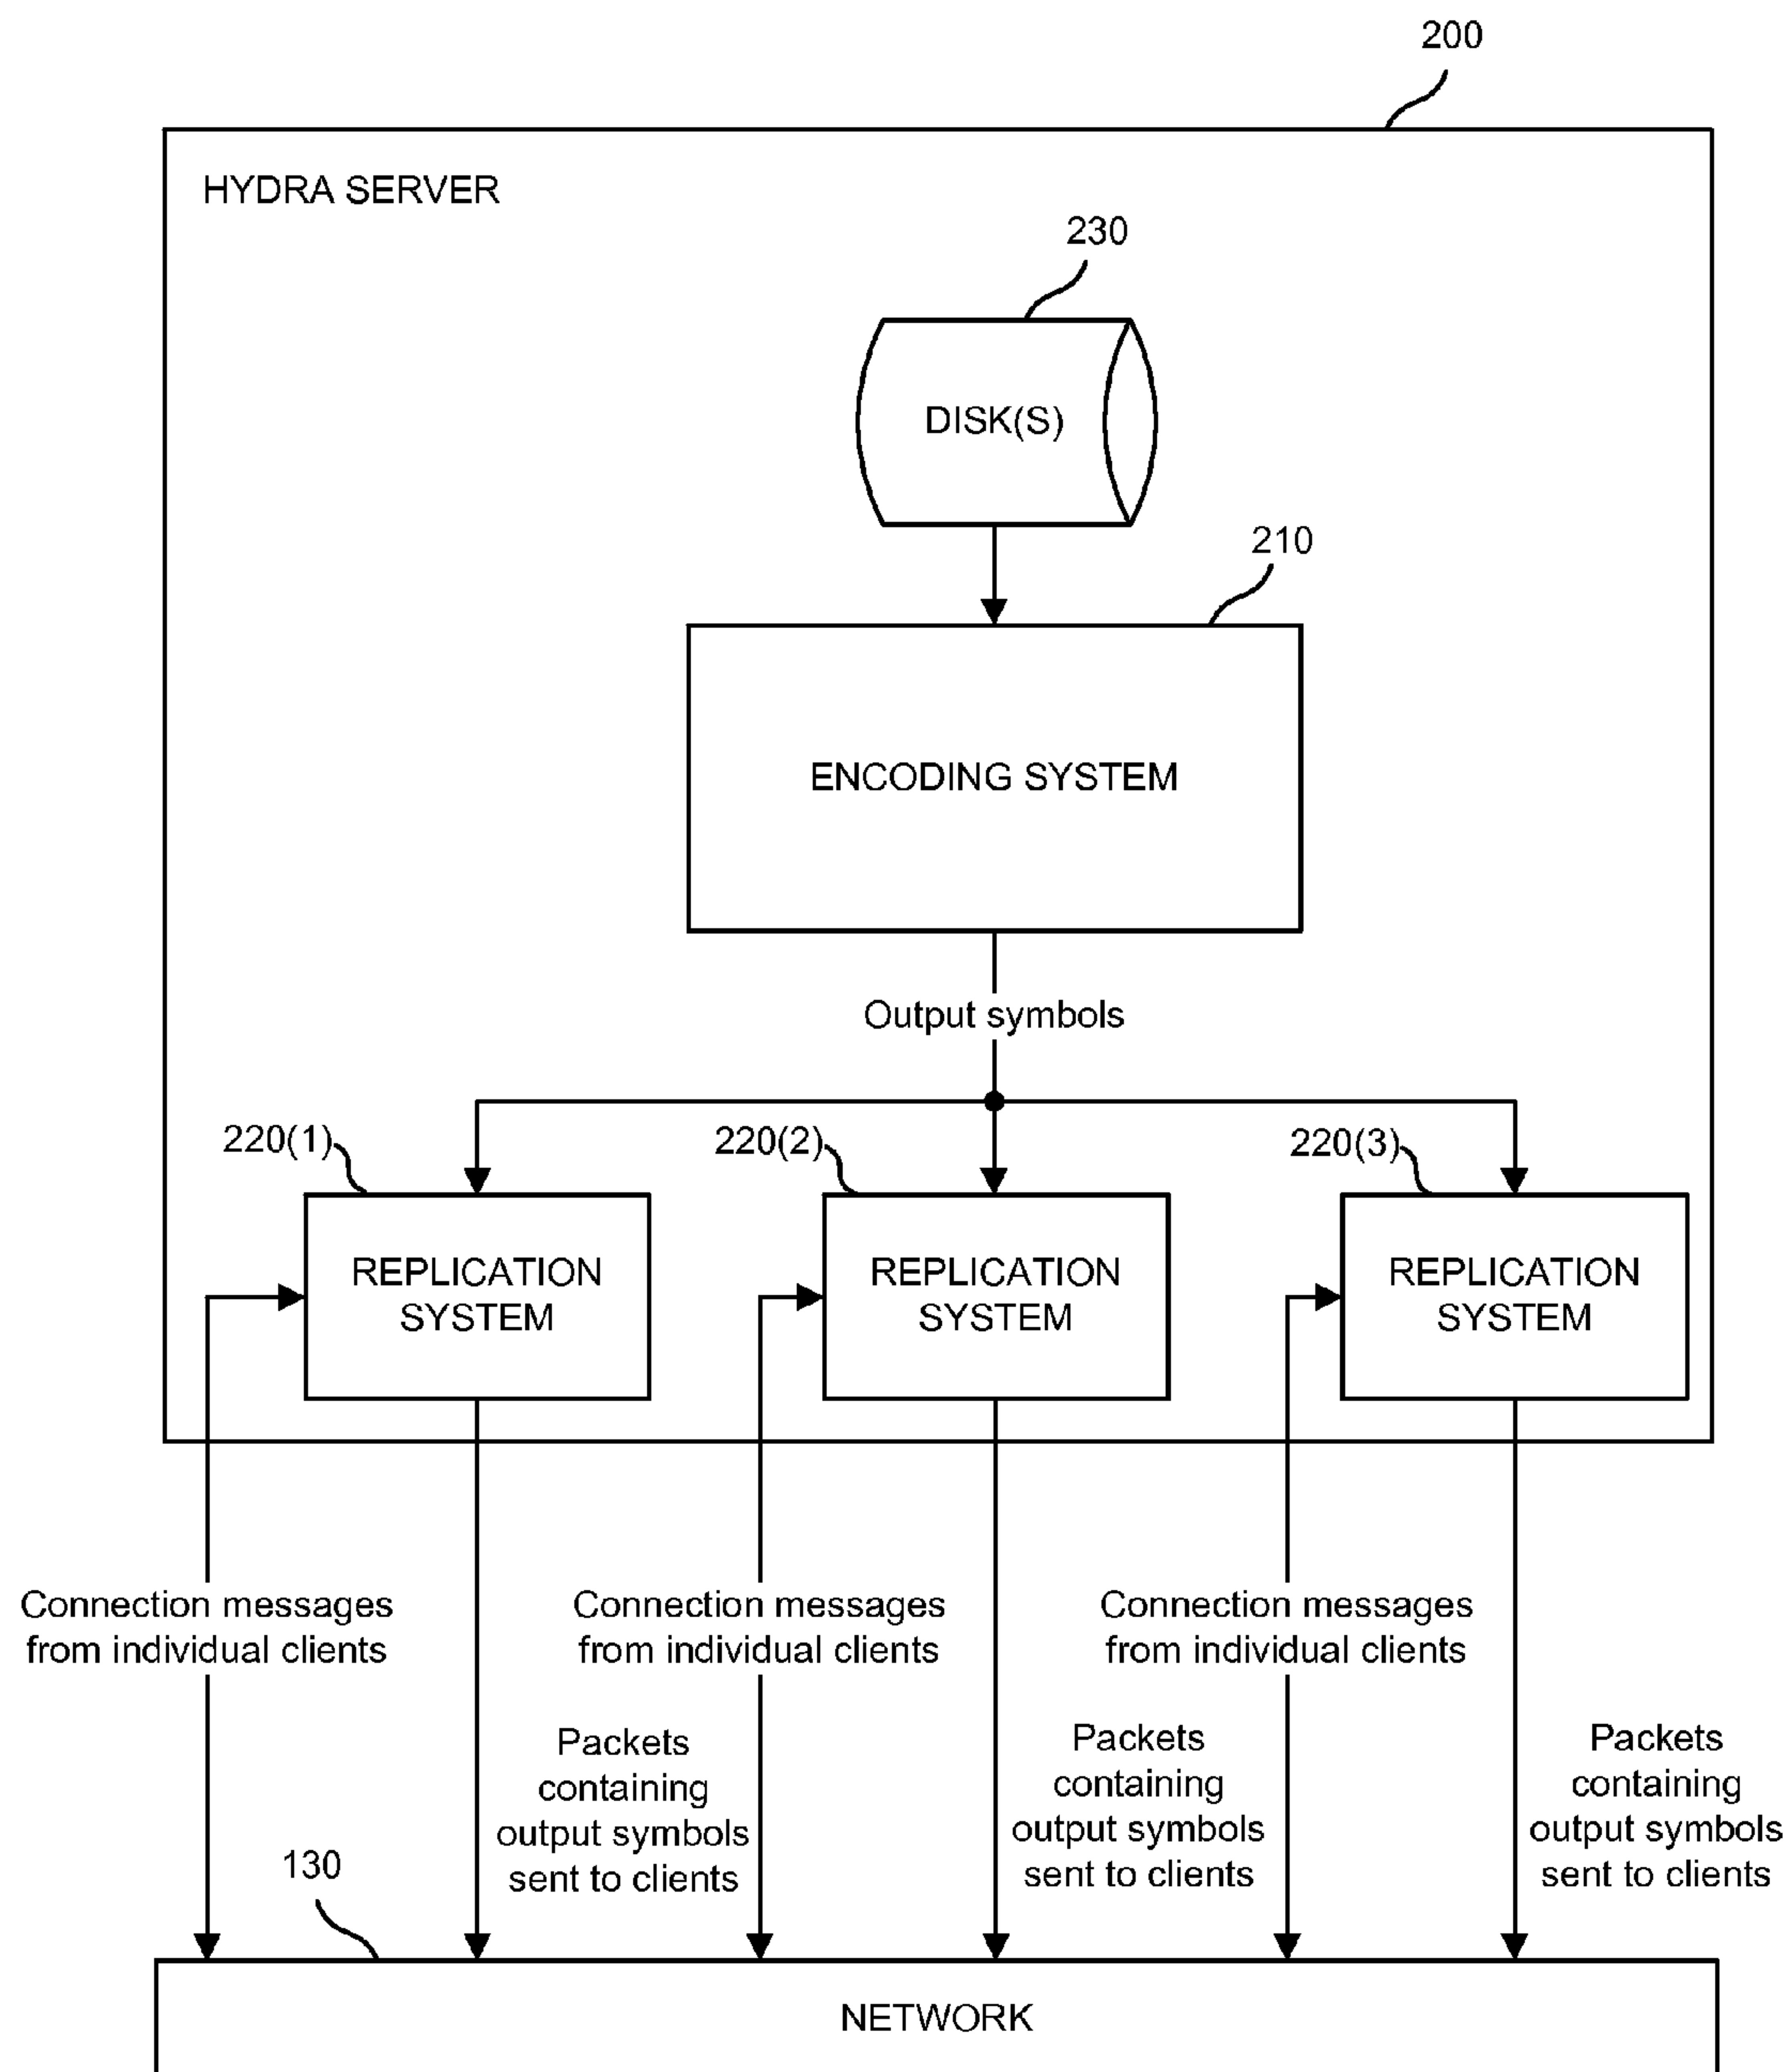 200
HYDRA SERVER
230
DISK(S)
210
ENCODING SYSTEM
Output symbols
220(1)
220(2)
220(3)
REPLICATION
SYSTEM
REPLICATION
SYSTEM
REPLICATION
SYSTEM
Connection messages
from individual clients
Connection messages
from individual clients
Connection messages
from individual clients
Packets
containing
output symbols
sent to clients
Packets
containing
output symbols
sent to clients
Packets
containing
output symbols
sent to clients
130
NETWORK